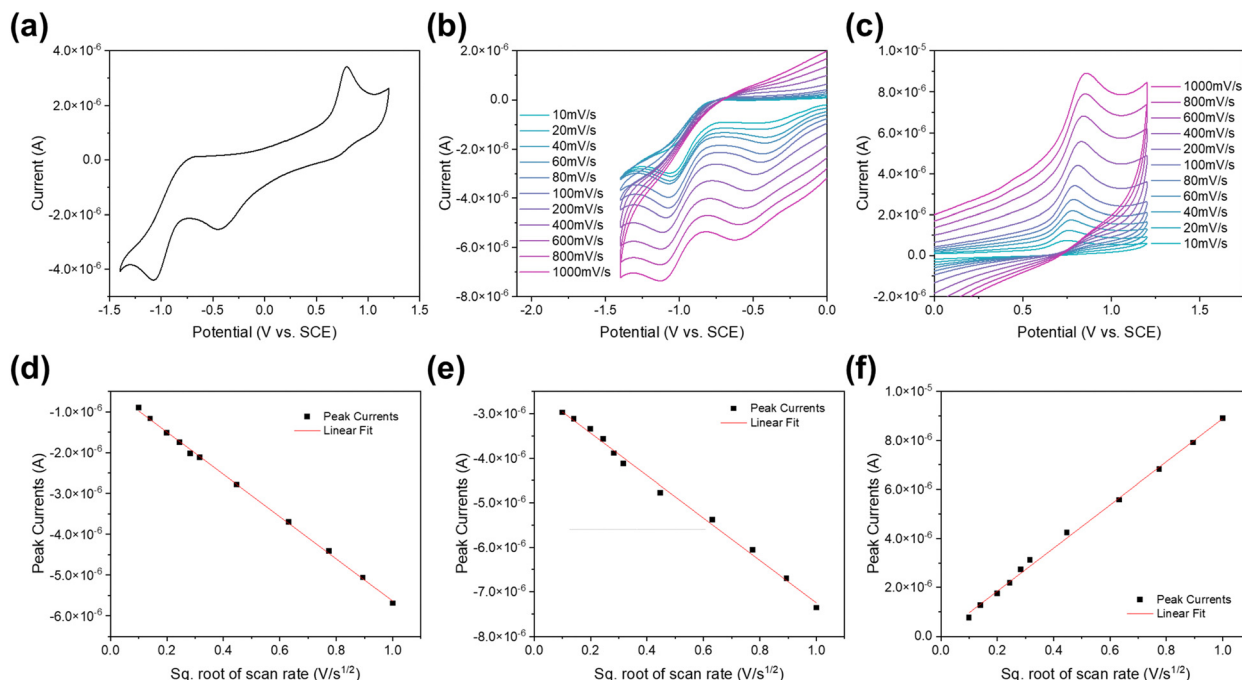 (a)
4.0×10⁻⁶
2.0×10⁻⁶
0.0
-2.0×10⁻⁶
-4.0×10⁻⁶
Current (A)
-1.5 -1.0 -0.5 0.0 0.5 1.0 1.5
Potential (V vs. SCE)
(b)
2.0×10⁻⁶
0.0
-2.0×10⁻⁶
-4.0×10⁻⁶
-6.0×10⁻⁶
-8.0×10⁻⁶
Current (A)
10mV/s
20mV/s
40mV/s
60mV/s
80mV/s
100mV/s
200mV/s
400mV/s
600mV/s
800mV/s
1000mV/s
-2.0 -1.5 -1.0 -0.5 0.0
Potential (V vs. SCE)
(c)
1.0×10⁻⁵
8.0×10⁻⁶
6.0×10⁻⁶
4.0×10⁻⁶
2.0×10⁻⁶
0.0
-2.0×10⁻⁶
Current (A)
1000mV/s
800mV/s
600mV/s
400mV/s
200mV/s
100mV/s
80mV/s
60mV/s
40mV/s
20mV/s
10mV/s
0.0 0.5 1.0 1.5
Potential (V vs. SCE)
(d)
-1.0×10⁻⁶
-2.0×10⁻⁶
-3.0×10⁻⁶
-4.0×10⁻⁶
-5.0×10⁻⁶
-6.0×10⁻⁶
Peak Currents (A)
Peak Currents
Linear Fit
0.0 0.2 0.4 0.6 0.8 1.0
Sq. root of scan rate (V/s¹ᐟ²)
(e)
-3.0×10⁻⁶
-4.0×10⁻⁶
-5.0×10⁻⁶
-6.0×10⁻⁶
-7.0×10⁻⁶
-8.0×10⁻⁶
Peak Currents (A)
Peak Currents
Linear Fit
0.0 0.2 0.4 0.6 0.8 1.0
Sq. root of scan rate (V/s¹ᐟ²)
(f)
1.0×10⁻⁵
8.0×10⁻⁶
6.0×10⁻⁶
4.0×10⁻⁶
2.0×10⁻⁶
0.0
Peak Currents (A)
Peak Currents
Linear Fit
0.0 0.2 0.4 0.6 0.8 1.0
Sq. root of scan rate (V/s¹ᐟ²)